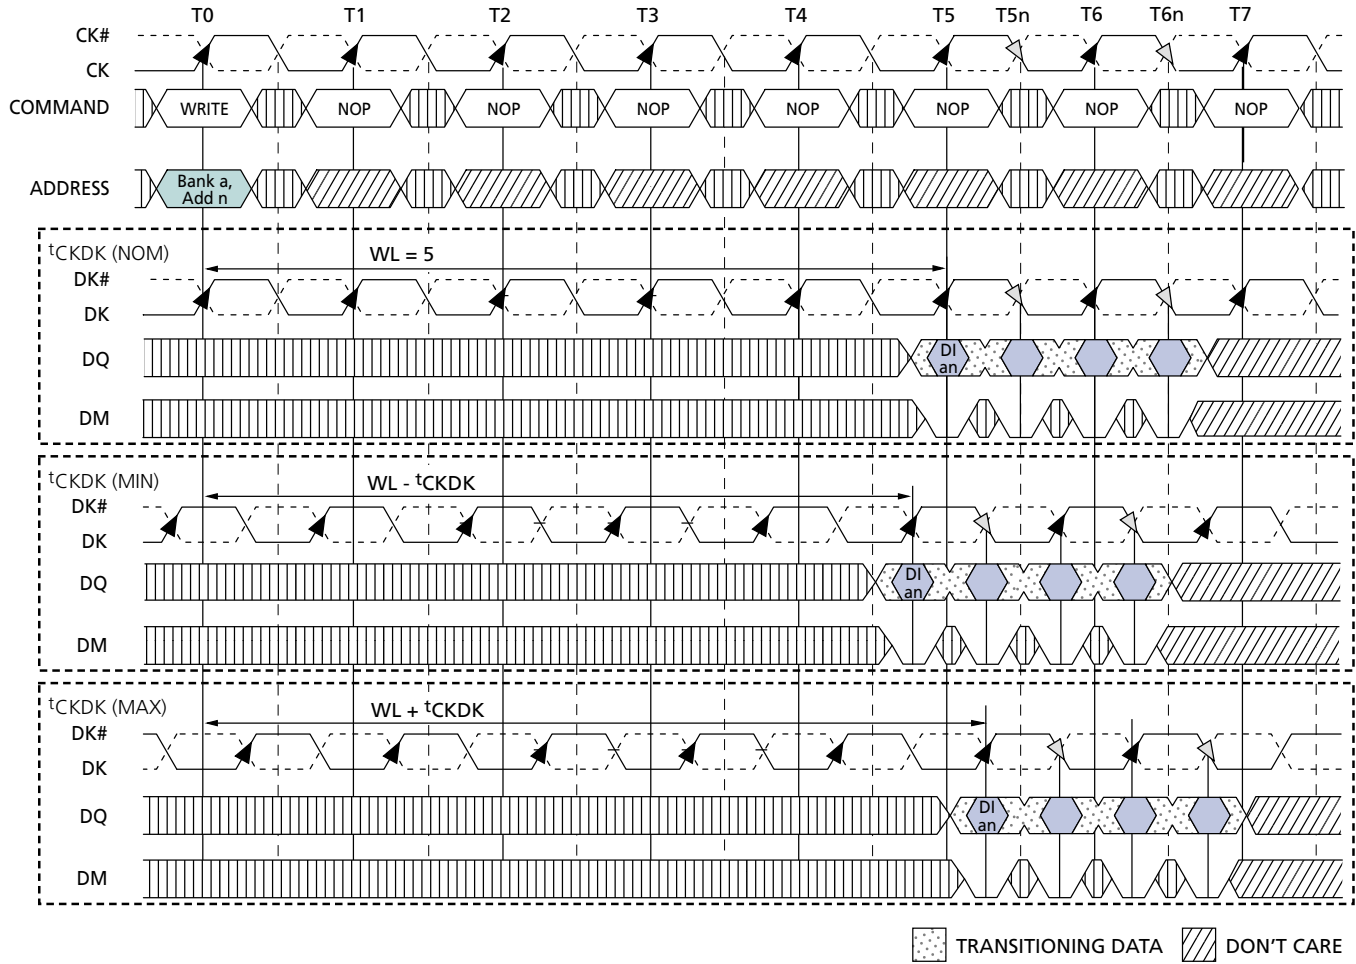 T0 T1 T2 T3 T4 T5 T5n T6 T6n T7
CK#
CK
COMMAND WRITE NOP NOP NOP NOP NOP NOP NOP
ADDRESS Bank a,
Add n
tCKDK (NOM)
WL = 5
DK#
DK
DQ DI
an
DM
tCKDK (MIN)
WL - tCKDK
DK#
DK
DQ DI
an
DM
tCKDK (MAX)
WL + tCKDK
DK#
DK
DQ DI
an
DM
TRANSITIONING DATA DON'T CARE